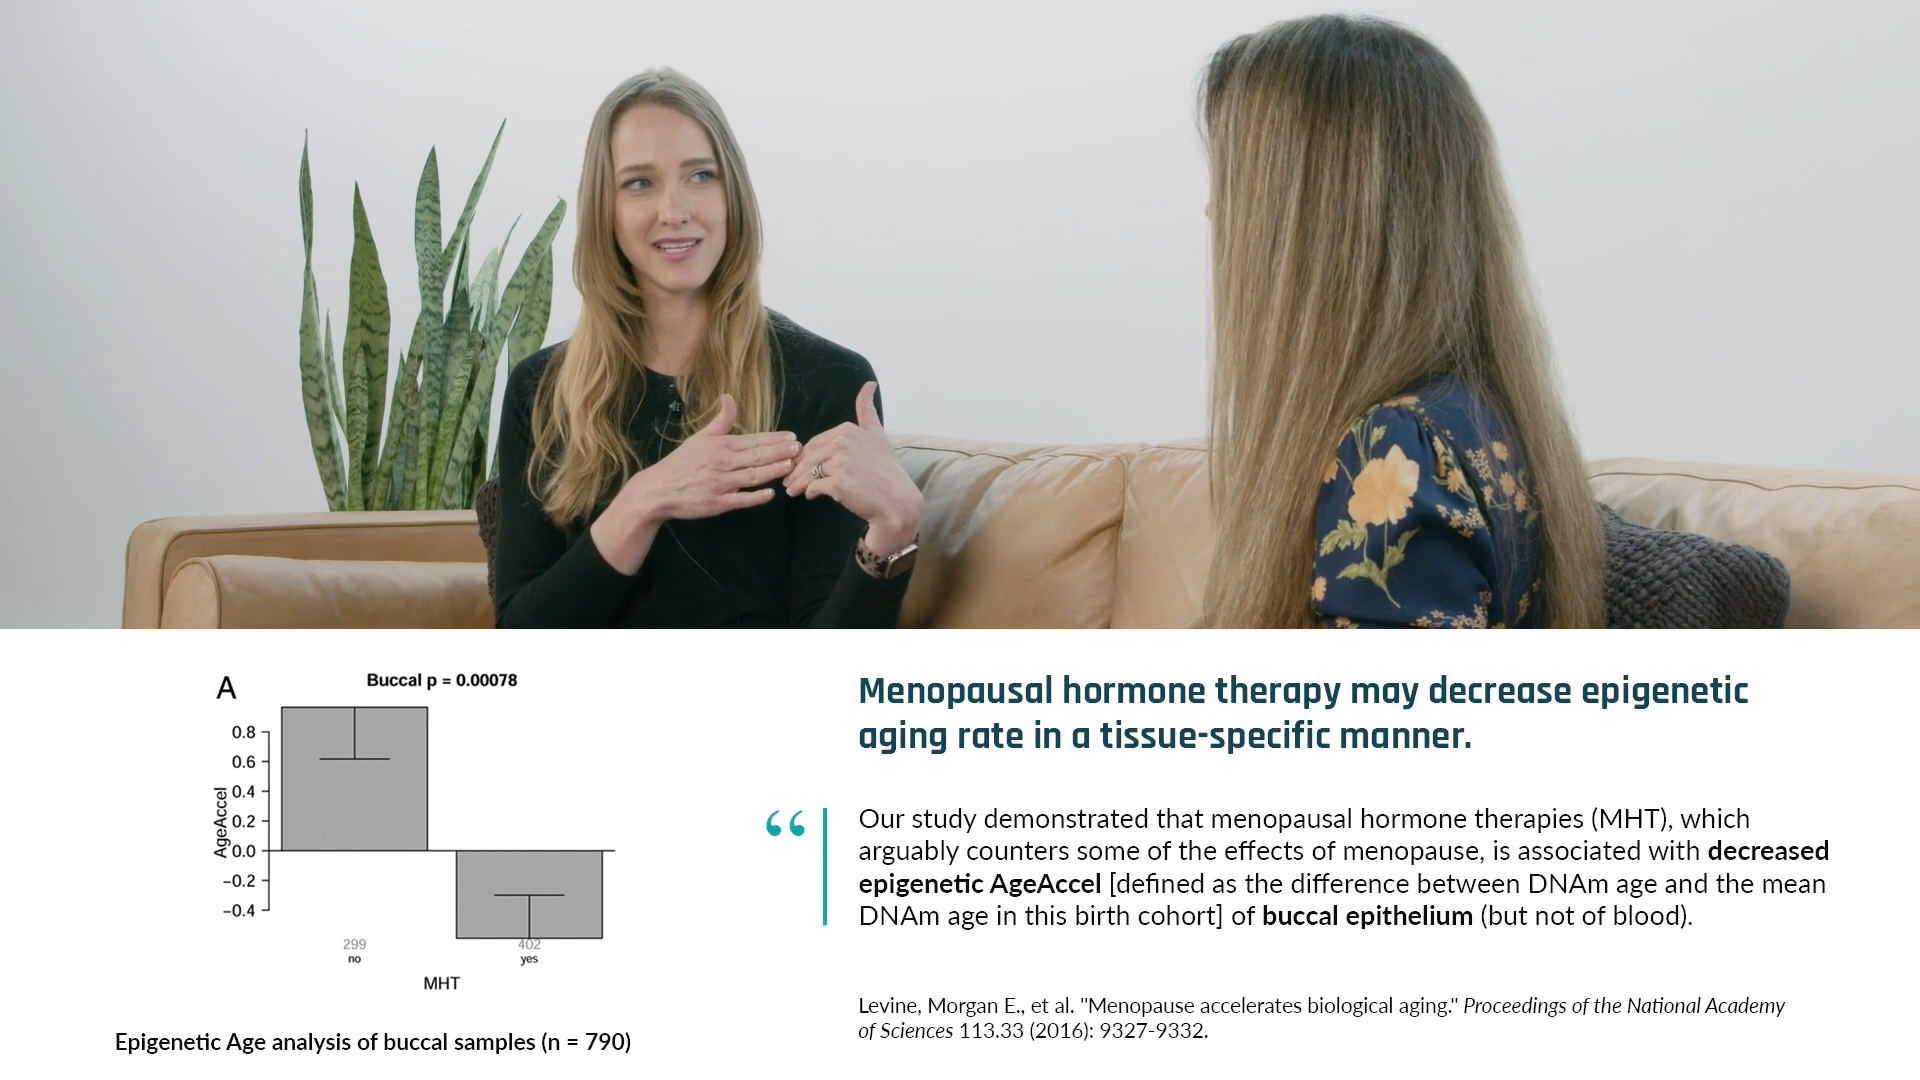 A
Buccal p = 0.00078
0.8
0.6
0.4
0.2
0.0
−0.2
−0.4
AgeAccel
299
402
no
yes
MHT
Epigenetic Age analysis of buccal samples (n = 790)
Menopausal hormone therapy may decrease epigenetic
aging rate in a tissue-specific manner.
“
Our study demonstrated that menopausal hormone therapies (MHT), which
arguably counters some of the effects of menopause, is associated with decreased
epigenetic AgeAccel [defined as the difference between DNAm age and the mean
DNAm age in this birth cohort] of buccal epithelium (but not of blood).
Levine, Morgan E., et al. "Menopause accelerates biological aging." Proceedings of the National Academy
of Sciences 113.33 (2016): 9327-9332.